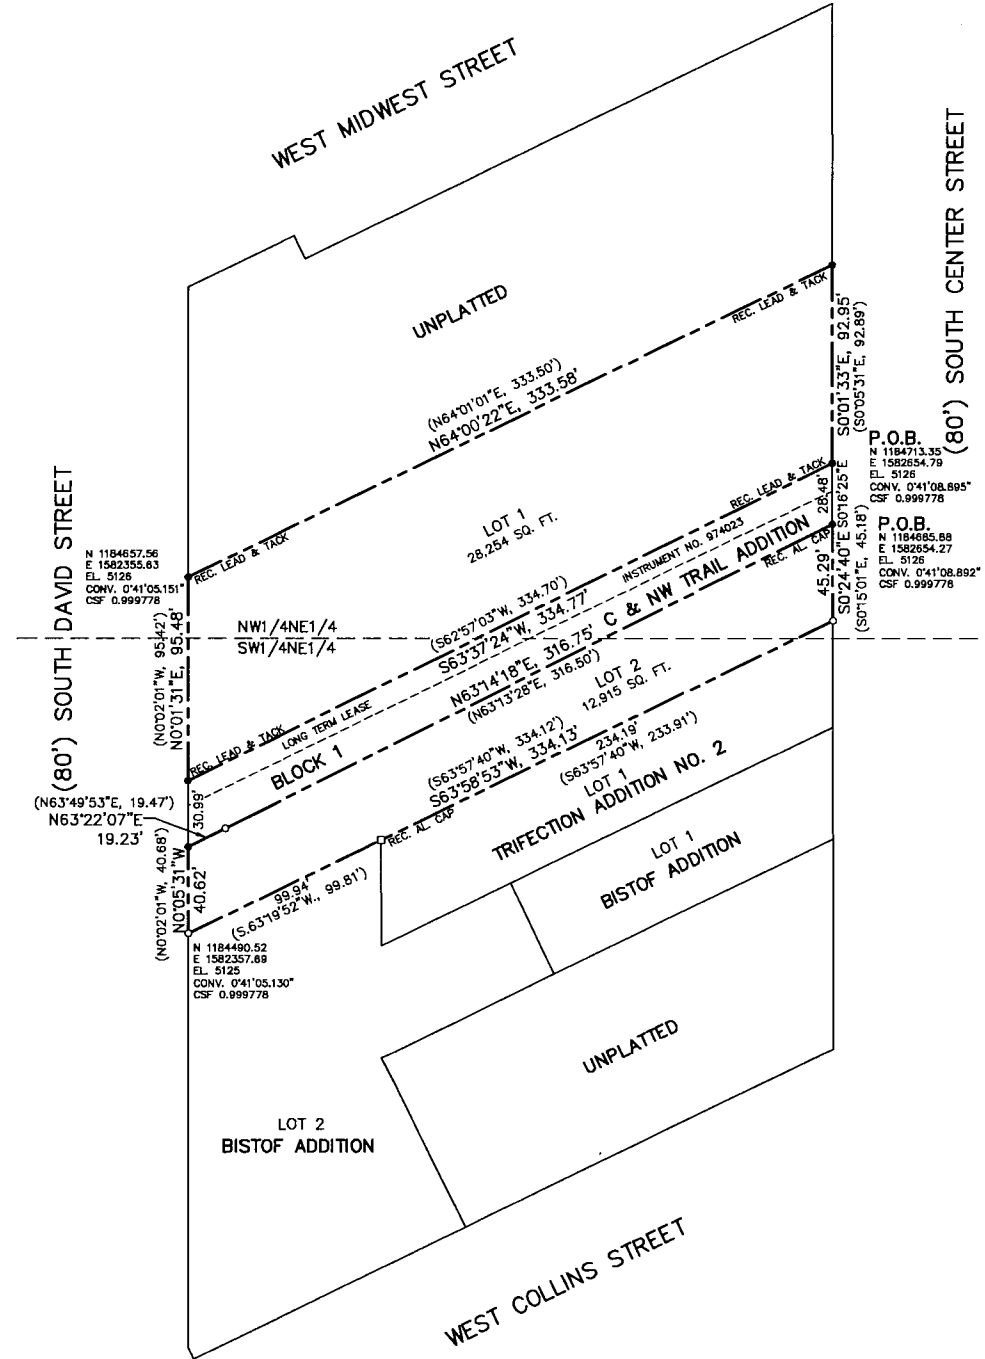 WEST MIDWEST STREET
(80') SOUTH CENTER STREET
UNPLATTED
REC. LEAD & TACK
S0°01'33"E, 92.95'
(S0°05'31"E, 92.89')
(N64°01'01"E, 333.50')
N64°00'22"E, 333.58'
P.O.B.
N 1184713.35
E 1582654.79
EL 5126
CONV. 0°41'08.895"
CSF 0.999778
REC. LEAD & TACK
28.48'
S0°16'25"E
(80') SOUTH DAVID STREET
LOT 1
28,254 SQ. FT.
INSTRUMENT NO. 974023
P.O.B.
N 1184685.88
E 1582654.27
EL 5126
CONV. 0°41'08.892"
CSF 0.999778
REC. AL. CAP
45.29'
S0°24'40"E
(S0°15'01"E, 45.18')
N 1184657.56
E 1582355.63
EL 5126
CONV. 0°41'05.151"
CSF 0.999778
REC. LEAD & TACK
(N0°02'01"W, 95.42')
N0°01'31"E, 95.48'
NW1/4NE1/4
SW1/4NE1/4
(S62°57'03"W, 334.70')
S63°37'24"W, 334.77'
C & NW TRAIL ADDITION
N63°14'18"E, 316.75'
(N63°13'28"E, 316.50')
LOT 2
12,915 SQ. FT.
LONG TERM LEASE
REC. LEAD & TACK
BLOCK 1
(S63°57'40"W, 334.12')
S63°58'53"W, 334.13'
234.19'
(S63°57'40"W, 233.91')
LOT 1
TRIFECTION ADDITION NO. 2
(N63°49'53"E, 19.47')
N63°22'07"E
19.23'
30.99'
REC. AL. CAP
LOT 1
BISTOF ADDITION
(N0°02'01"W, 40.68')
N0°05'31"W
40.62'
99.94'
(S.63°19'52"W., 99.81')
N 1184490.52
E 1582357.69
EL 5125
CONV. 0°41'05.130"
CSF 0.999778
UNPLATTED
LOT 2
BISTOF ADDITION
WEST COLLINS STREET